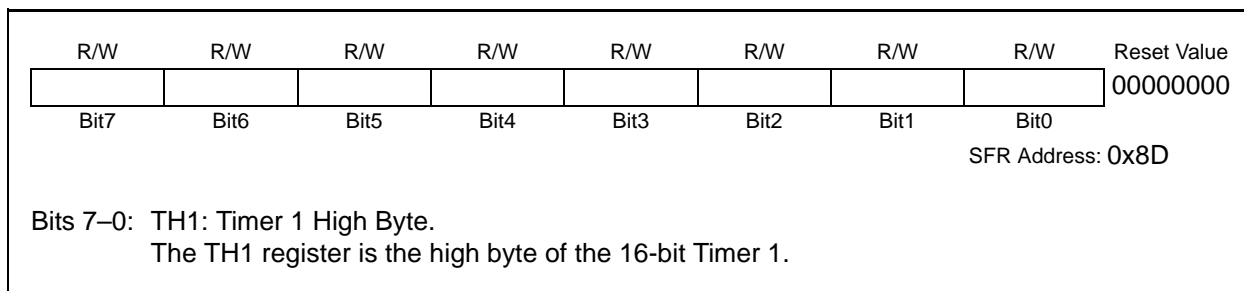 R/W R/W R/W R/W R/W R/W R/W R/W Reset Value
00000000
Bit7 Bit6 Bit5 Bit4 Bit3 Bit2 Bit1 Bit0
SFR Address: 0x8D
Bits 7–0: TH1: Timer 1 High Byte.
The TH1 register is the high byte of the 16-bit Timer 1.